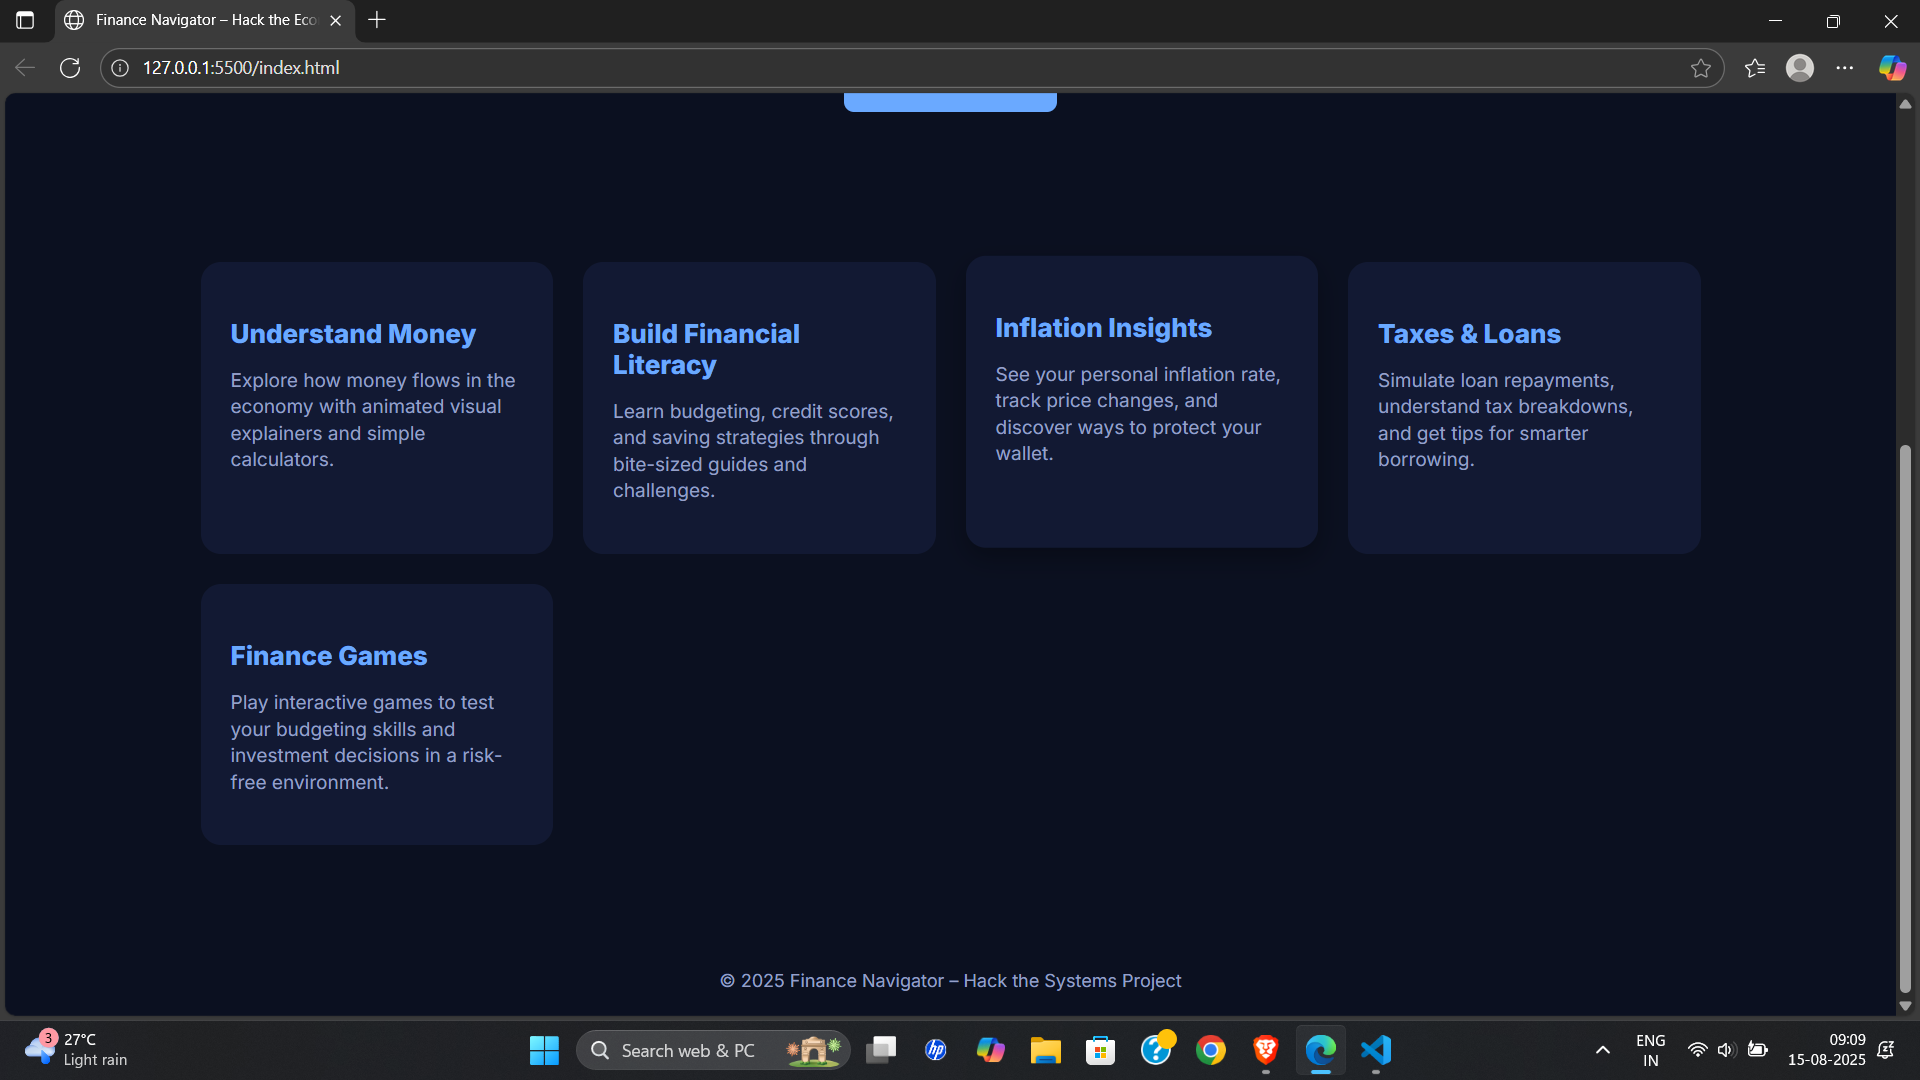 Finance Navigator – Hack the Eco
127.0.0.1:5500/index.html
Understand Money
Explore how money flows in the
economy with animated visual
explainers and simple
calculators.
Build Financial
Literacy
Learn budgeting, credit scores,
and saving strategies through
bite-sized guides and
challenges.
Inflation Insights
See your personal inflation rate,
track price changes, and
discover ways to protect your
wallet.
Taxes & Loans
Simulate loan repayments,
understand tax breakdowns,
and get tips for smarter
borrowing.
Finance Games
Play interactive games to test
your budgeting skills and
investment decisions in a risk-
free environment.
© 2025 Finance Navigator – Hack the Systems Project
3
27°C
Light rain
Search web & PC
hp
ENG
IN
09:09
15-08-2025